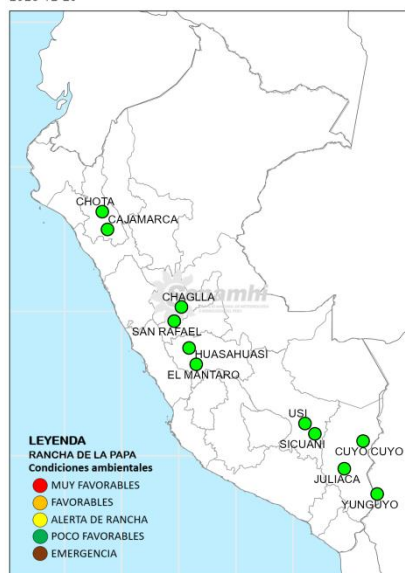 CHOTA
CAJAMARCA
CHAGLLA
Senamhi
SAN RAFAEL
HUASAHUASI
EL MANTARO
USI
SICUANI
CUYO CUYO
JULIACA
YUNGUYO
LEYENDA
RANCHA DE LA PAPA
Condiciones ambientales
MUY FAVORABLES
FAVORABLES
ALERTA DE RANCHA
POCO FAVORABLES
EMERGENCIA